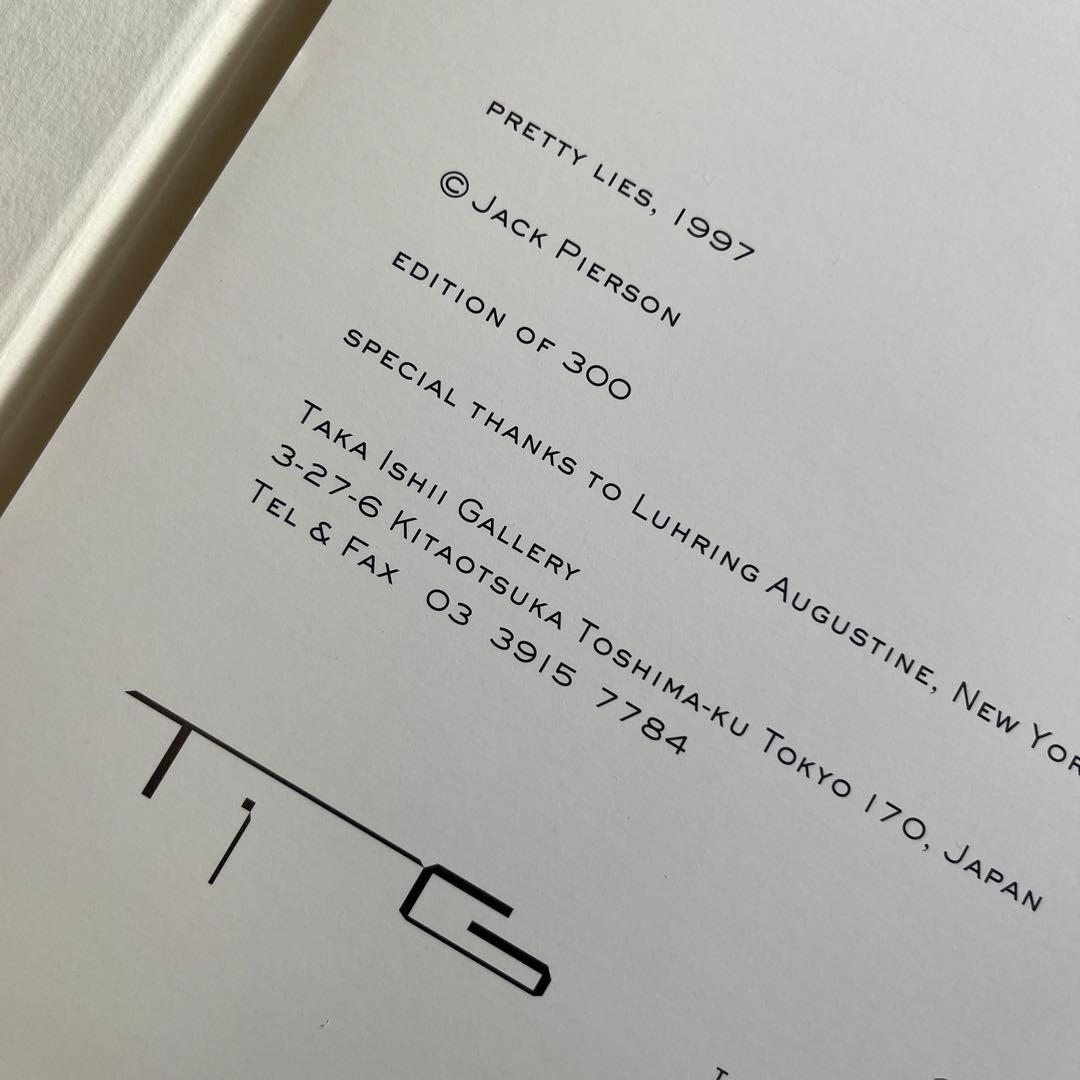 PRETTY LIES, 1997
© JACK PIERSON
EDITION OF 300
SPECIAL THANKS TO LUHRING AUGUSTINE, NEW YOR
TAKA ISHII GALLERY
3-27-6 KITAOTSUKA TOSHIMA-KU TOKYO 170, JAPAN
TEL & FAX 03 3915 7784
TiG